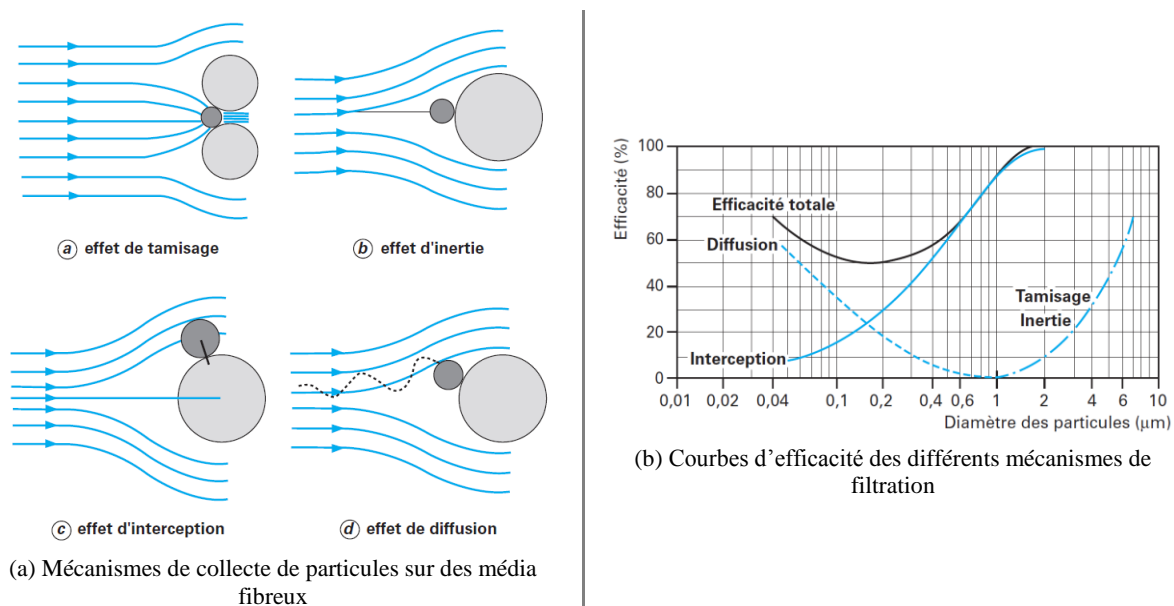 ⓐ effet de tamisage
ⓑ effet d'inertie
ⓒ effet d'interception
ⓓ effet de diffusion
(a) Mécanismes de collecte de particules sur des média
fibreux
Efficacité (%)
100
80
60
40
20
0
Efficacité totale
Diffusion
Interception
Tamisage
Inertie
0,01 0,02 0,04 0,1 0,2 0,4 0,6 1 2 4 6 10
Diamètre des particules (µm)
(b) Courbes d'efficacité des différents mécanismes de
filtration